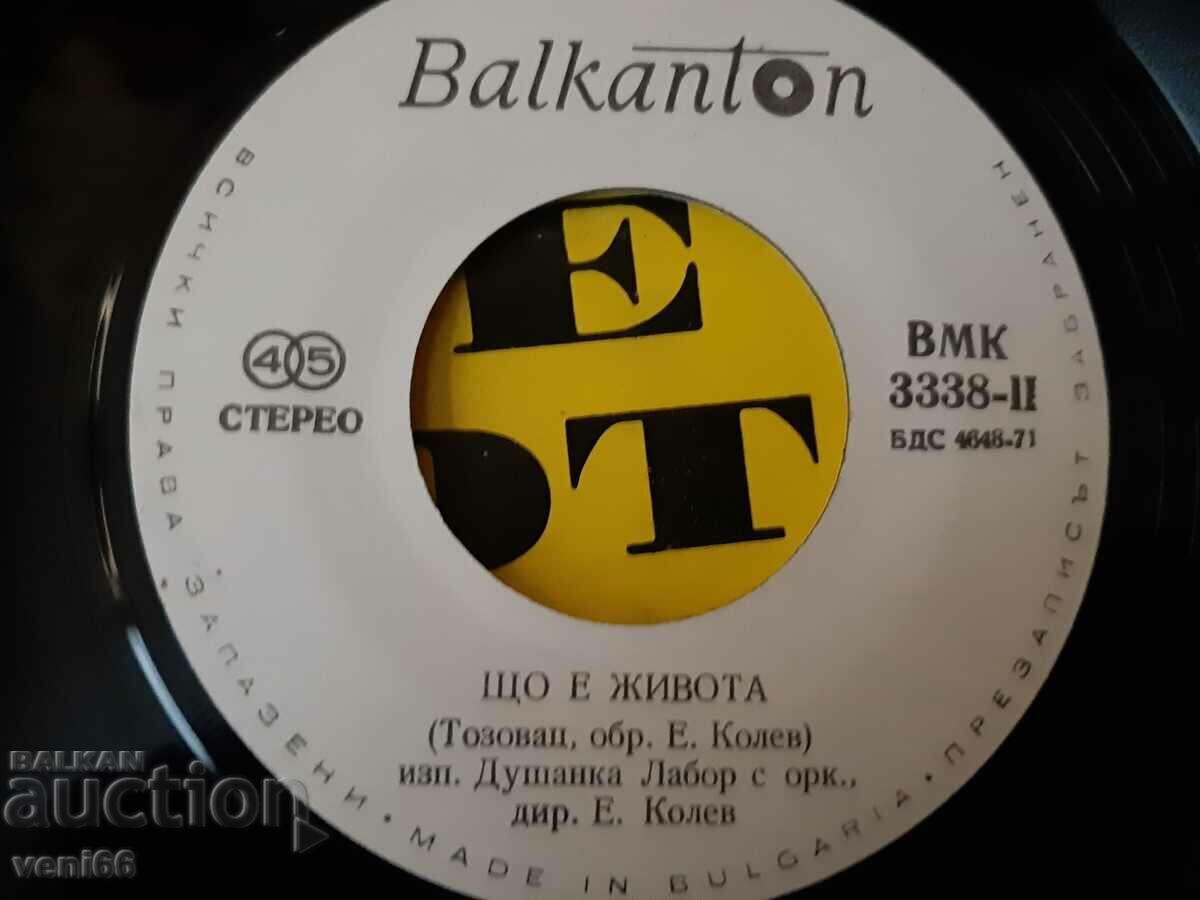 Balkanton
45
СТЕРЕО
ВМК
3338-II
БДС 4648-71
E
OT
ЩО Е ЖИВОТА
(Тозовац, обр. Е. Колев)
изп. Душанка Лабор с орк.,
дир. Е. Колев
ВСИЧКИ ПРАВА ЗАПАЗЕНИ • MADE IN BULGARIA • ПРЕЗАПИСЪТ ЗАБРАНЕН
BALKAN
auction
veni66